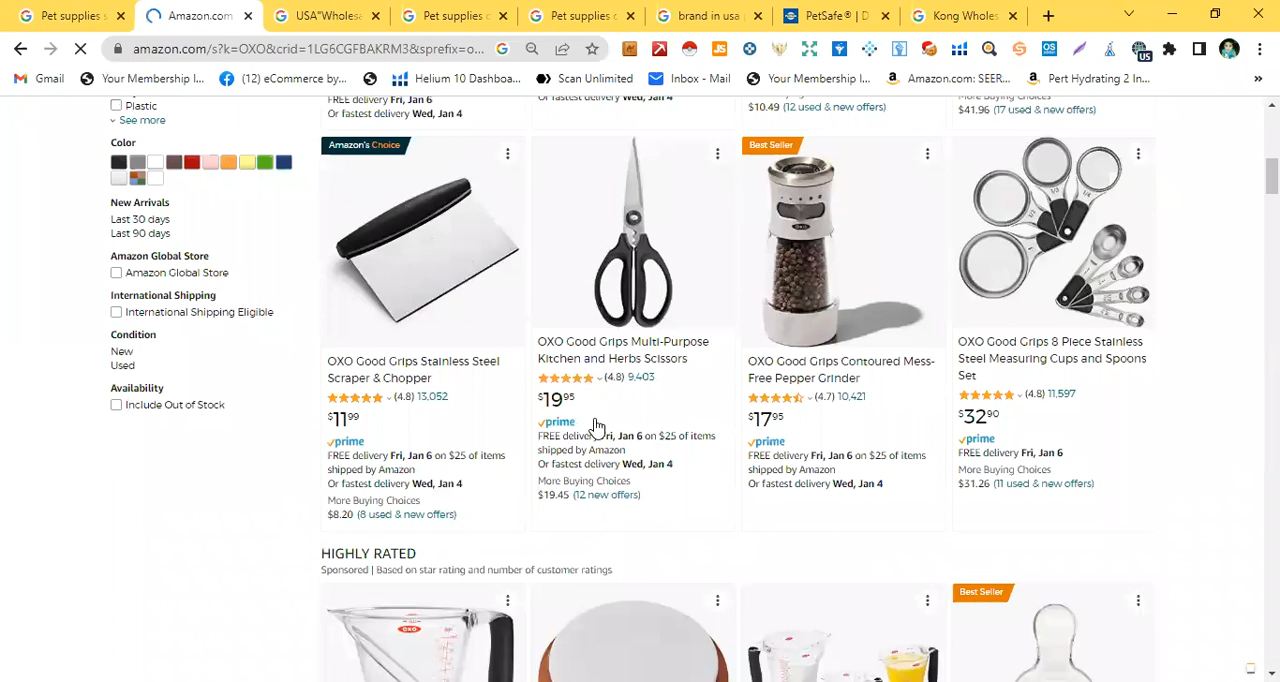 Pet supplies s
Amazon.com
USA"Wholes
Pet supplies c
Pet supplies c
brand in usa
PetSafe® | D
Kong Wholes
amazon.com/s?k=OXO&crid=1LG6CGFBAKRM3&sprefix=o...
Gmail
Your Membership I...
(12) eCommerce by...
Helium 10 Dashboa...
Scan Unlimited
Inbox - Mail
Your Membership I...
Amazon.com: SEER...
Pert Hydrating 2 In...
Plastic
See more
Color
New Arrivals
Last 30 days
Last 90 days
Amazon Global Store
Amazon Global Store
International Shipping
International Shipping Eligible
Condition
New
Used
Availability
Include Out of Stock
FREE delivery Fri, Jan 6
Or fastest delivery Wed, Jan 4
Or fastest delivery Wed, Jan 4
$10.49 (12 used & new offers)
More Buying Choices
$41.96 (17 used & new offers)
Amazon's Choice
OXO Good Grips Stainless Steel
Scraper & Chopper
(4.8) 13,052
$11.99
prime
FREE delivery Fri, Jan 6 on $25 of items
shipped by Amazon
Or fastest delivery Wed, Jan 4
More Buying Choices
$8.20 (8 used & new offers)
OXO Good Grips Multi-Purpose
Kitchen and Herbs Scissors
(4.8) 9,403
$19.95
prime
FREE delivery Fri, Jan 6 on $25 of items
shipped by Amazon
Or fastest delivery Wed, Jan 4
More Buying Choices
$19.45 (12 new offers)
Best Seller
OXO Good Grips Contoured Mess-
Free Pepper Grinder
(4.7) 10,421
$17.95
prime
FREE delivery Fri, Jan 6 on $25 of items
shipped by Amazon
Or fastest delivery Wed, Jan 4
OXO Good Grips 8 Piece Stainless
Steel Measuring Cups and Spoons
Set
(4.8) 11,597
$32.90
prime
FREE delivery Fri, Jan 6
More Buying Choices
$31.26 (11 used & new offers)
HIGHLY RATED
Sponsored | Based on star rating and number of customer ratings
Best Seller
OXO